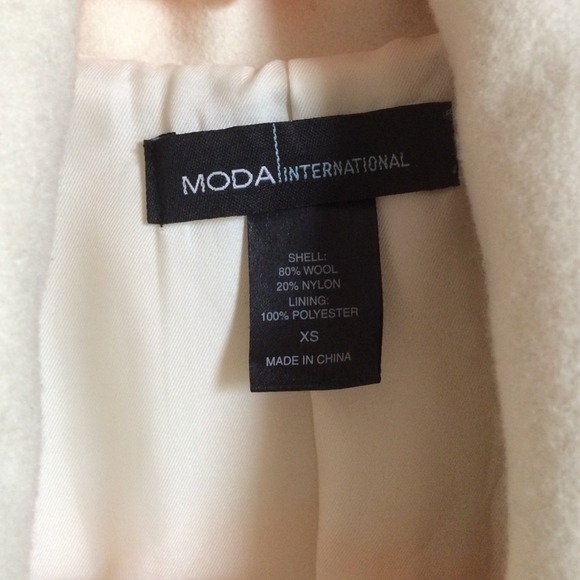 MODA INTERNATIONAL
SHELL:
80% WOOL
20% NYLON
LINING:
100% POLYESTER
XS
MADE IN CHINA